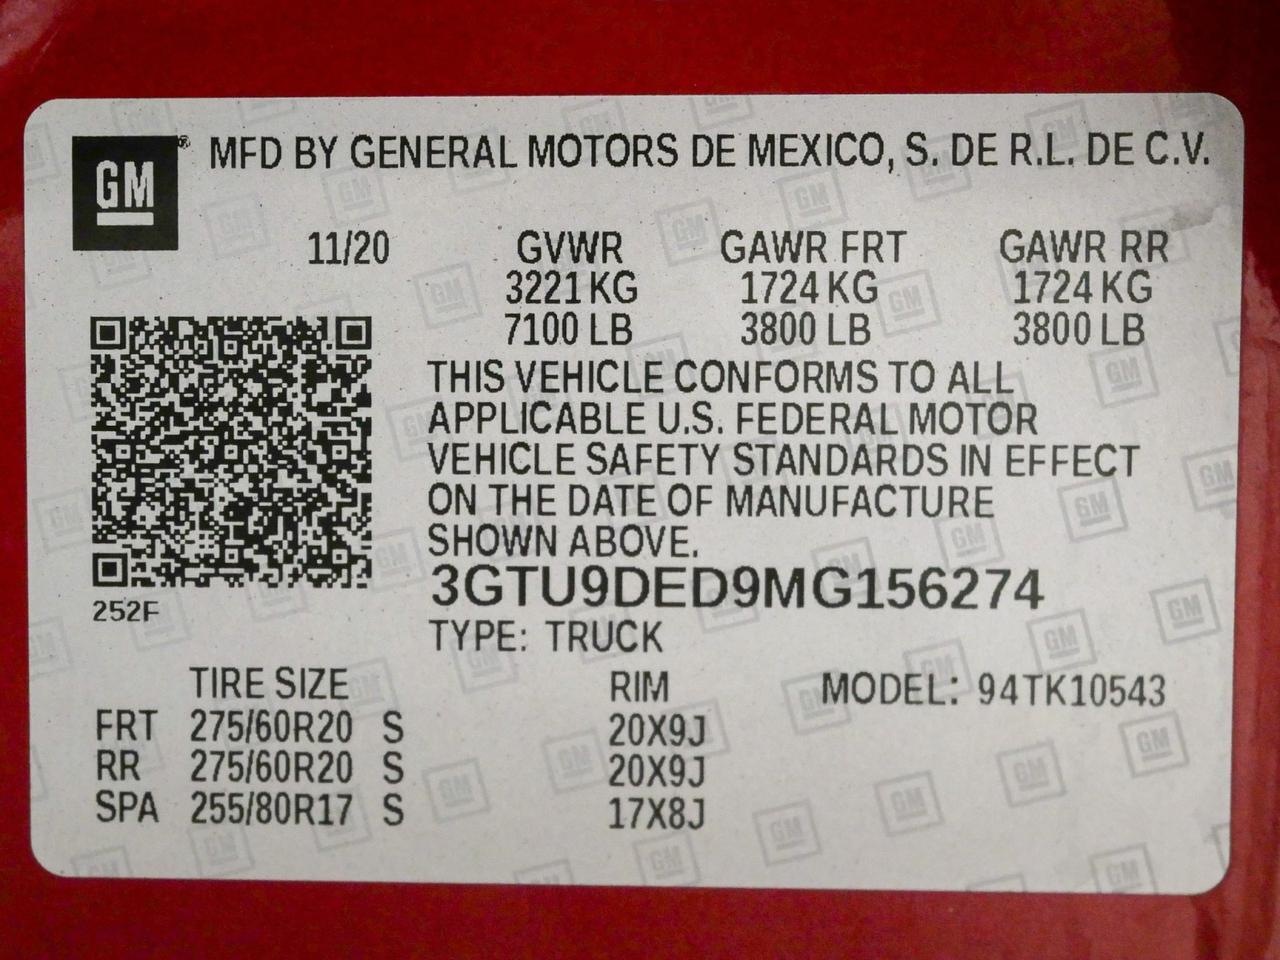 GM® MFD BY GENERAL MOTORS DE MEXICO, S. DE R.L. DE C.V.
11/20 GVWR GAWR FRT GAWR RR
3221 KG 1724 KG 1724 KG
7100 LB 3800 LB 3800 LB
THIS VEHICLE CONFORMS TO ALL
APPLICABLE U.S. FEDERAL MOTOR
VEHICLE SAFETY STANDARDS IN EFFECT
ON THE DATE OF MANUFACTURE
SHOWN ABOVE.
3GTU9DED9MG156274
252F
TYPE: TRUCK
TIRE SIZE RIM MODEL: 94TK10543
FRT 275/60R20 S 20X9J
RR 275/60R20 S 20X9J
SPA 255/80R17 S 17X8J